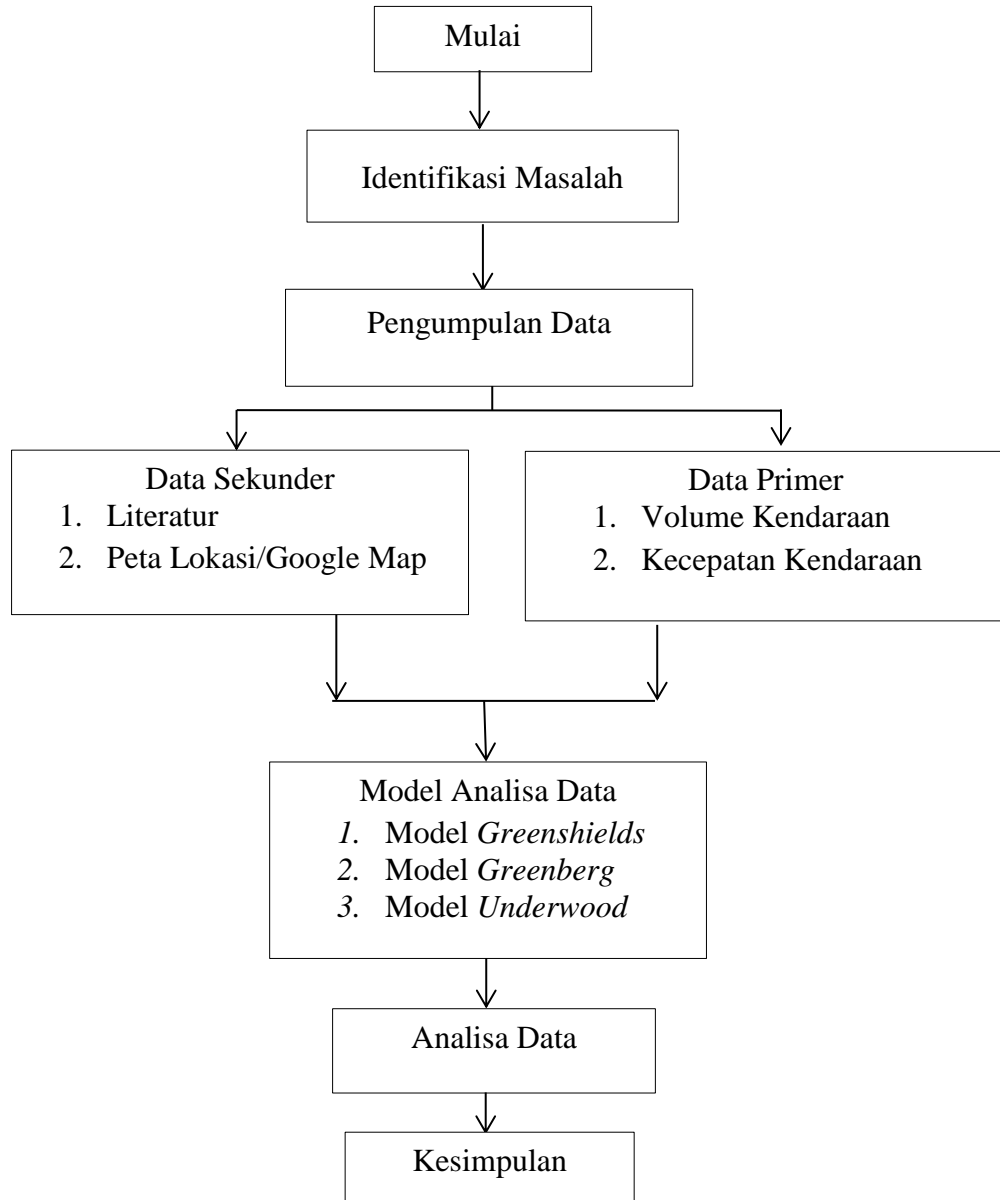 Mulai
Identifikasi Masalah
Pengumpulan Data
Data Sekunder
1. Literatur
2. Peta Lokasi/Google Map
Data Primer
1. Volume Kendaraan
2. Kecepatan Kendaraan
Model Analisa Data
1. Model Greenshields
2. Model Greenberg
3. Model Underwood
Analisa Data
Kesimpulan